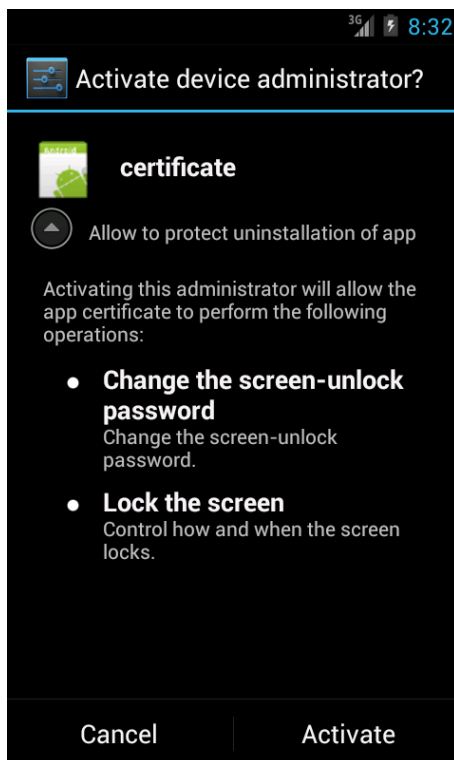 3G 8:32
Activate device administrator?
Android
certificate
Allow to protect uninstallation of app
Activating this administrator will allow the
app certificate to perform the following
operations:
Change the screen-unlock
password
Change the screen-unlock
password.
Lock the screen
Control how and when the screen
locks.
Cancel Activate